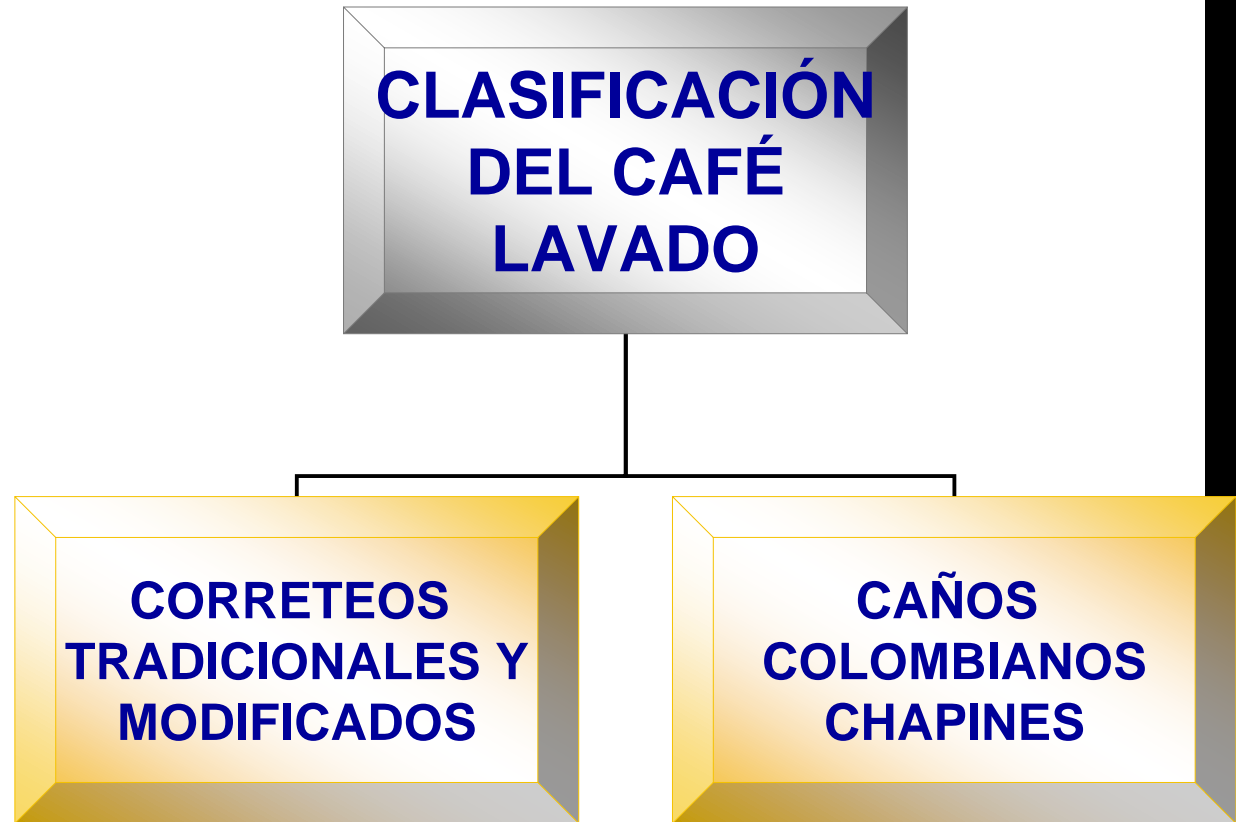 CLASIFICACIÓN
DEL CAFÉ
LAVADO
CORRETEOS
TRADICIONALES Y
MODIFICADOS
CAÑOS
COLOMBIANOS
CHAPINES